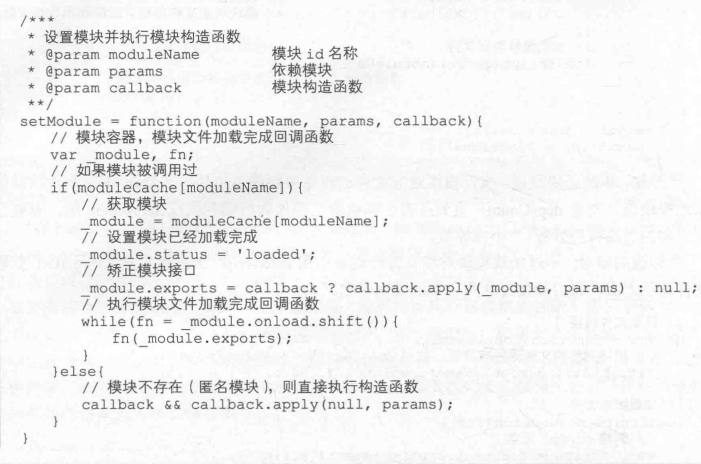 /***
 * 设置模块并执行模块构造函数
 * @param moduleName 模块 id 名称
 * @param params 依赖模块
 * @param callback 模块构造函数
 **/
setModule = function(moduleName, params, callback){
    // 模块容器，模块文件加载完成回调函数
    var _module, fn;
    // 如果模块被调用过
    if(moduleCache[moduleName]){
        // 获取模块
        _module = moduleCache[moduleName];
        // 设置模块已经加载完成
        _module.status = 'loaded';
        // 矫正模块接口
        _module.exports = callback ? callback.apply(_module, params) : null;
        // 执行模块文件加载完成回调函数
        while(fn = _module.onload.shift()){
            fn(_module.exports);
        }
    }else{
        // 模块不存在（匿名模块），则直接执行构造函数
        callback && callback.apply(null, params);
    }
}